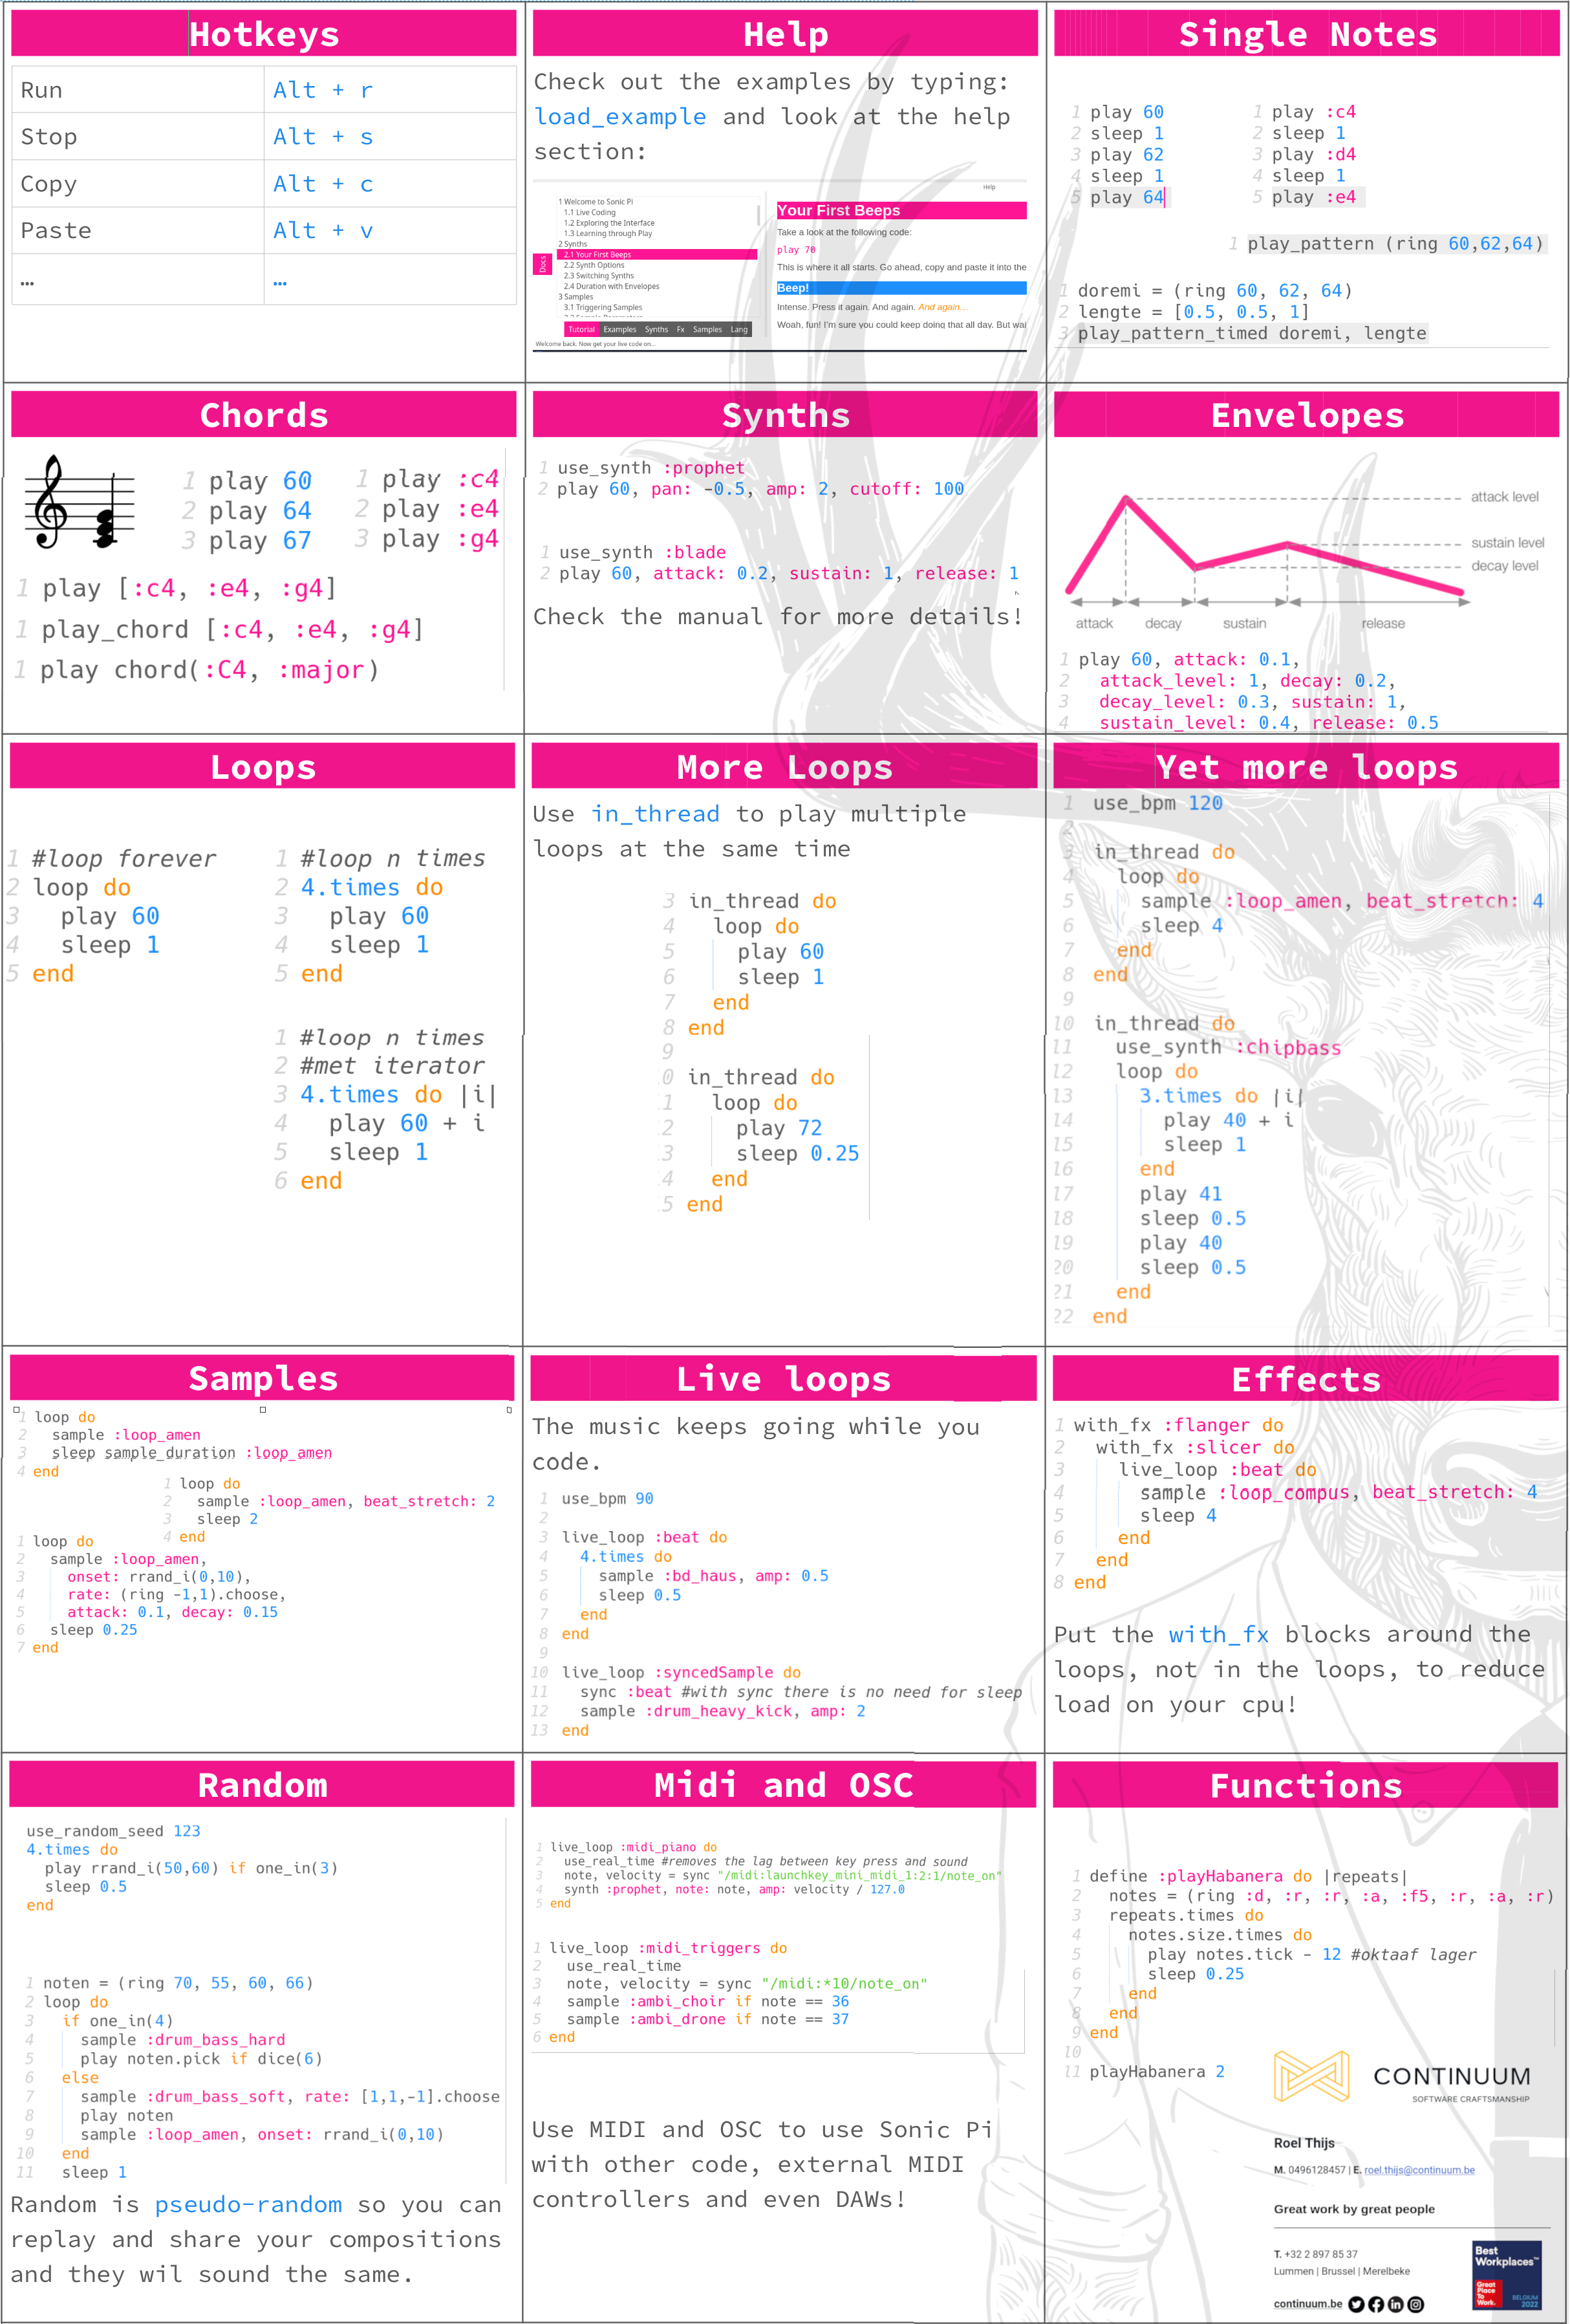 Hotkeys
Run Alt + r
Stop Alt + s
Copy Alt + c
Paste Alt + v
… …
Help
Check out the examples by typing:
load_example and look at the help
section:
Help
Docs
1 Welcome to Sonic Pi
1.1 Live Coding
1.2 Exploring the Interface
1.3 Learning through Play
2 Synths
2.1 Your First Beeps
2.2 Synth Options
2.3 Switching Synths
2.4 Duration with Envelopes
3 Samples
3.1 Triggering Samples
Tutorial Examples Synths Fx Samples Lang
Welcome back. Now get your live code on...
Your First Beeps
Take a look at the following code:
play 70
This is where it all starts. Go ahead, copy and paste it into the
Beep!
Intense. Press it again. And again. And again...
Woah, fun! I'm sure you could keep doing that all day. But wai
Single Notes
1 play 60
2 sleep 1
3 play 62
4 sleep 1
5 play 64
1 play :c4
2 sleep 1
3 play :d4
4 sleep 1
5 play :e4
1 play_pattern (ring 60,62,64)
1 doremi = (ring 60, 62, 64)
2 lengte = [0.5, 0.5, 1]
3 play_pattern_timed doremi, lengte
Chords
1 play 60
2 play 64
3 play 67
1 play :c4
2 play :e4
3 play :g4
1 play [:c4, :e4, :g4]
1 play_chord [:c4, :e4, :g4]
1 play chord(:C4, :major)
Synths
1 use_synth :prophet
2 play 60, pan: -0.5, amp: 2, cutoff: 100
1 use_synth :blade
2 play 60, attack: 0.2, sustain: 1, release: 1
Check the manual for more details!
Envelopes
attack level
sustain level
decay level
attack decay sustain release
1 play 60, attack: 0.1,
2 attack_level: 1, decay: 0.2,
3 decay_level: 0.3, sustain: 1,
4 sustain_level: 0.4, release: 0.5
Loops
1 #loop forever
2 loop do
3 play 60
4 sleep 1
5 end
1 #loop n times
2 4.times do
3 play 60
4 sleep 1
5 end
1 #loop n times
2 #met iterator
3 4.times do |i|
4 play 60 + i
5 sleep 1
6 end
More Loops
Use in_thread to play multiple
loops at the same time
3 in_thread do
4 loop do
5 play 60
6 sleep 1
7 end
8 end
9
0 in_thread do
1 loop do
2 play 72
3 sleep 0.25
4 end
5 end
Yet more loops
1 use_bpm 120
2
3 in_thread do
4 loop do
5 sample :loop_amen, beat_stretch: 4
6 sleep 4
7 end
8 end
9
10 in_thread do
11 use_synth :chipbass
12 loop do
13 3.times do |i|
14 play 40 + i
15 sleep 1
16 end
17 play 41
18 sleep 0.5
19 play 40
20 sleep 0.5
21 end
22 end
Samples
1 loop do
2 sample :loop_amen
3 sleep sample_duration :loop_amen
4 end
1 loop do
2 sample :loop_amen, beat_stretch: 2
3 sleep 2
4 end
1 loop do
2 sample :loop_amen,
3 onset: rrand_i(0,10),
4 rate: (ring -1,1).choose,
5 attack: 0.1, decay: 0.15
6 sleep 0.25
7 end
Live loops
The music keeps going while you
code.
1 use_bpm 90
2
3 live_loop :beat do
4 4.times do
5 sample :bd_haus, amp: 0.5
6 sleep 0.5
7 end
8 end
9
10 live_loop :syncedSample do
11 sync :beat #with sync there is no need for sleep
12 sample :drum_heavy_kick, amp: 2
13 end
Effects
1 with_fx :flanger do
2 with_fx :slicer do
3 live_loop :beat do
4 sample :loop_compus, beat_stretch: 4
5 sleep 4
6 end
7 end
8 end
Put the with_fx blocks around the
loops, not in the loops, to reduce
load on your cpu!
Random
use_random_seed 123
4.times do
play rrand_i(50,60) if one_in(3)
sleep 0.5
end
1 noten = (ring 70, 55, 60, 66)
2 loop do
3 if one_in(4)
4 sample :drum_bass_hard
5 play noten.pick if dice(6)
6 else
7 sample :drum_bass_soft, rate: [1,1,-1].choose
8 play noten
9 sample :loop_amen, onset: rrand_i(0,10)
10 end
11 sleep 1
Random is pseudo-random so you can
replay and share your compositions
and they wil sound the same.
Midi and OSC
1 live_loop :midi_piano do
2 use_real_time #removes the lag between key press and sound
3 note, velocity = sync "/midi:launchkey_mini_midi_1:2:1/note_on"
4 synth :prophet, note: note, amp: velocity / 127.0
5 end
1 live_loop :midi_triggers do
2 use_real_time
3 note, velocity = sync "/midi:*10/note_on"
4 sample :ambi_choir if note == 36
5 sample :ambi_drone if note == 37
6 end
Use MIDI and OSC to use Sonic Pi
with other code, external MIDI
controllers and even DAWs!
Functions
1 define :playHabanera do |repeats|
2 notes = (ring :d, :r, :r, :a, :f5, :r, :a, :r)
3 repeats.times do
4 notes.size.times do
5 play notes.tick - 12 #oktaaf lager
6 sleep 0.25
7 end
8 end
9 end
10
11 playHabanera 2
CONTINUUM
SOFTWARE CRAFTSMANSHIP
Roel Thijs
M. 0496128457 | E. roel.thijs@continuum.be
Great work by great people
T. +32 2 897 85 37
Lummen | Brussel | Merelbeke
continuum.be
Best
Workplaces™
Great
Place
To
Work.
BELGIUM
2022